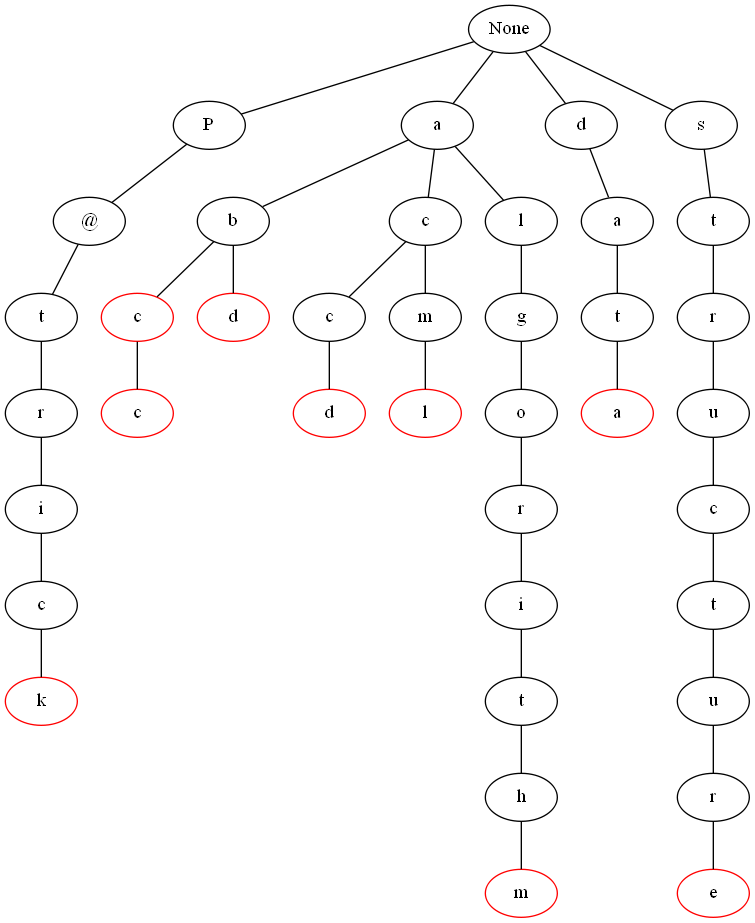 None
P a d s
@ b c l a t
t c d c m g t r
r c d l o a u
i r c
c i t
k t u
h r
m e